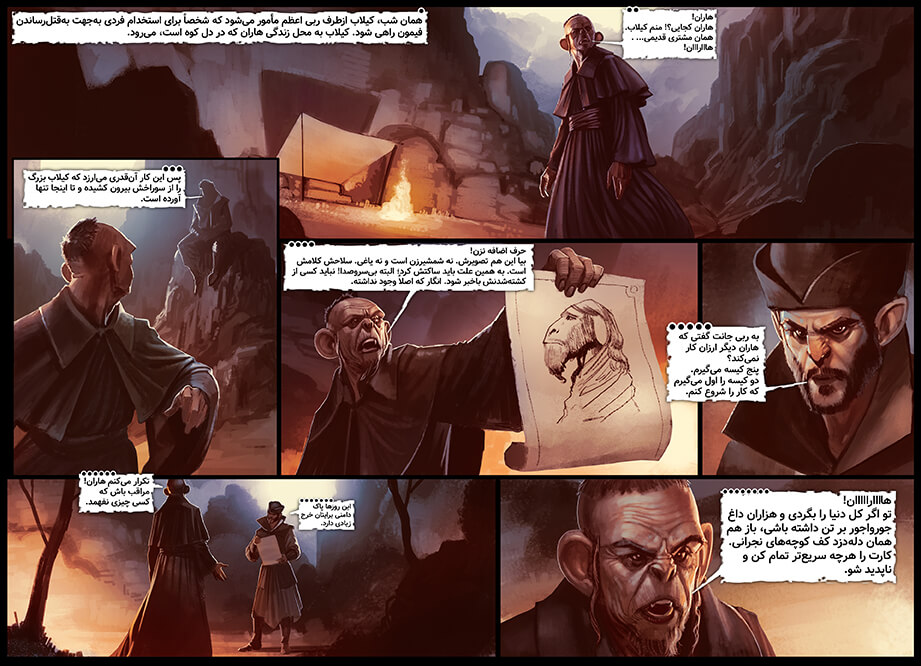 همان شب، کیلاب ازطرف ربی اعظم مأمور می‌شود که شخصاً برای استخدام فردی به‌جهت به‌قتل‌رساندن
فیمون راهی شود. کیلاب به محل زندگی هاران که در دل کوه است، می‌رود.
هاران!
هاران کجایی؟! منم کیلاب.
همان مشتری قدیمی... .
هااارااان!
پس این کار آن‌قدری می‌ارزد که کیلاب بزرگ
را از سوراخش بیرون کشیده و تا اینجا تنها
آورده است.
حرف اضافه نزن!
بیا این هم تصویرش. نه شمشیرزن است و نه یاغی. سلاحش کلامش
است. به همین علت باید ساکتش کرد؛ البته بی‌سروصدا! نباید کسی از
کشته‌شدنش باخبر شود. انگار که اصلاً وجود نداشته.
به ربی جانت گفتی که
هاران دیگر ارزان کار
نمی‌کند؟
پنج کیسه می‌گیرم.
دو کیسه را اول می‌گیرم
که کار را شروع کنم.
تکرار می‌کنم هاران!
مراقب باش که
کسی چیزی نفهمد.
این روزها پاک
دامنی برایتان خرج
زیادی دارد.
هااااراااااان!
تو اگر کل دنیا را بگردی و هزاران داغ
جورواجور بر تن داشته باشی، باز هم
همان دله‌دزد کف کوچه‌های نجرانی.
کارت را هرچه سریع‌تر تمام کن و
ناپدید شو.